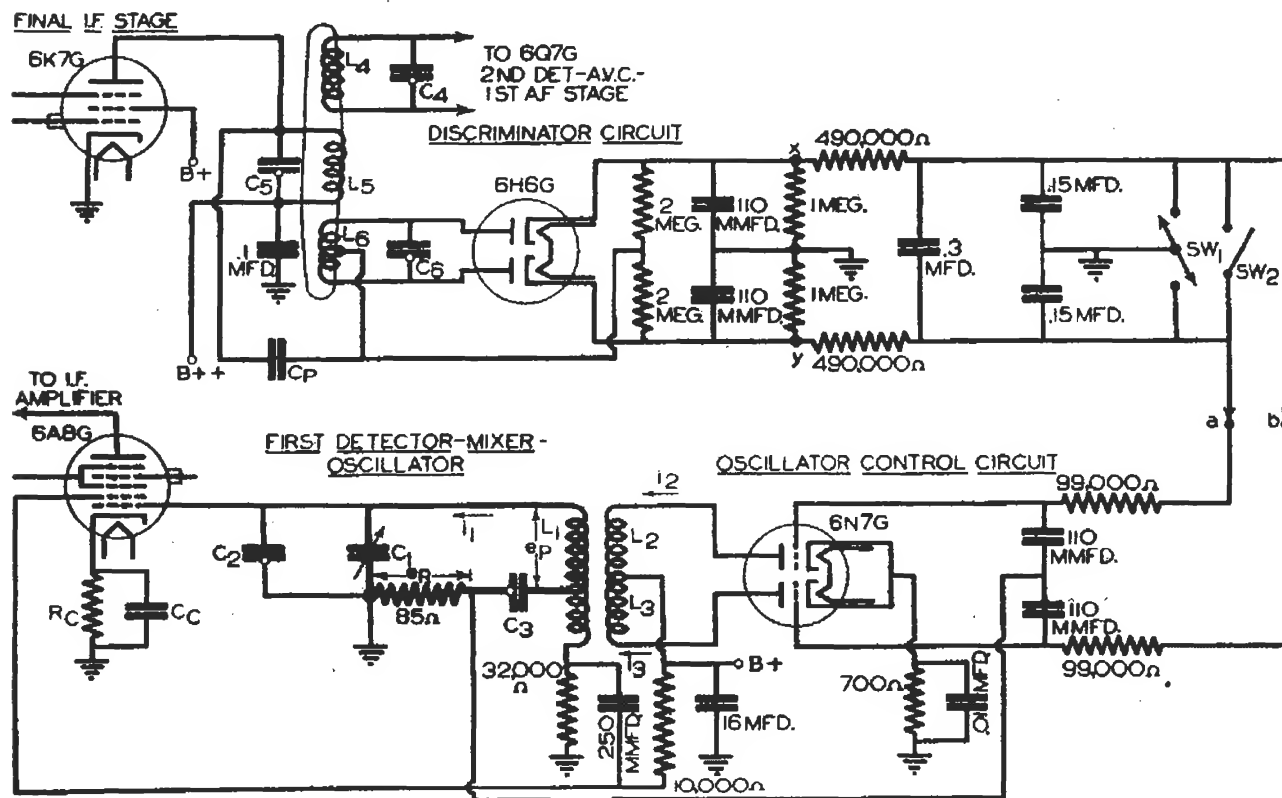 FINAL I.F. STAGE
6K7G
B+
C5
.1
MFD.
B++
CP
L4
C4
L5
L6
C6
TO 6Q7G
2ND DET-A.V.C.-
1ST AF STAGE
DISCRIMINATOR CIRCUIT
6H6G
2
MEG.
2
MEG.
110
MMFD.
110
MMFD.
x
1 MEG.
1 MEG.
y
490,000Ω
490,000Ω
.3
MFD.
.15 MFD.
.15 MFD.
SW1
SW2
a
b
TO I.F.
AMPLIFIER
6A8G
RC
CC
FIRST DETECTOR-MIXER-
OSCILLATOR
C2
C1
i1
eR
85Ω
eP
C3
L1
32,000
Ω
250
MMFD.
i2
L2
L3
i3
B+
16 MFD.
10,000Ω
OSCILLATOR CONTROL CIRCUIT
6N7G
700Ω
99,000Ω
110
MMFD.
110
MMFD.
99,000Ω